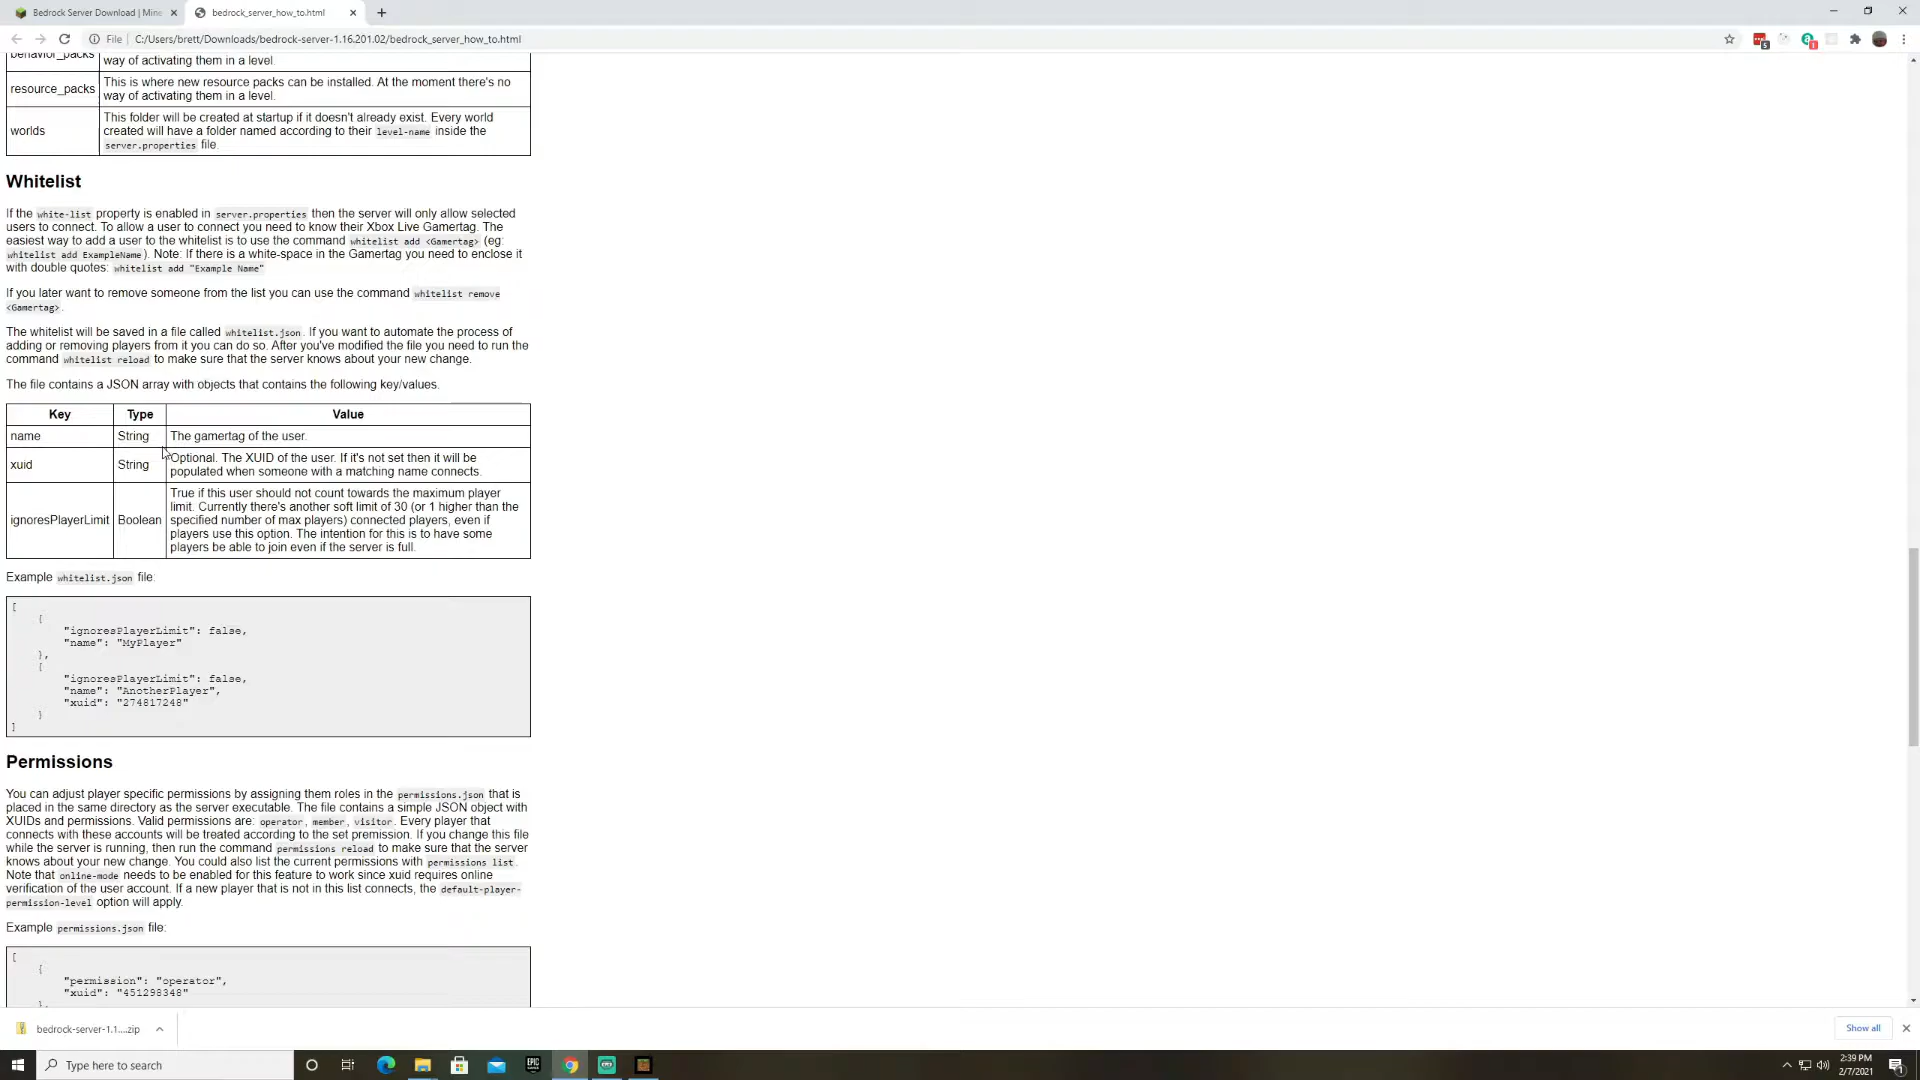 Bedrock Server Download | Mine
bedrock_server_how_to.html
File
C:/Users/brett/Downloads/bedrock-server-1.16.201.02/bedrock_server_how_to.html
behavior_packs
way of activating them in a level.
resource_packs
This is where new resource packs can be installed. At the moment there's no
way of activating them in a level.
worlds
This folder will be created at startup if it doesn't already exist. Every world
created will have a folder named according to their level-name inside the
server.properties file.
Whitelist
If the white-list property is enabled in server.properties then the server will only allow selected
users to connect. To allow a user to connect you need to know their Xbox Live Gamertag. The
easiest way to add a user to the whitelist is to use the command whitelist add <Gamertag> (eg:
whitelist add ExampleName). Note: If there is a white-space in the Gamertag you need to enclose it
with double quotes: whitelist add "Example Name"
If you later want to remove someone from the list you can use the command whitelist remove
<Gamertag>.
The whitelist will be saved in a file called whitelist.json. If you want to automate the process of
adding or removing players from it you can do so. After you've modified the file you need to run the
command whitelist reload to make sure that the server knows about your new change.
The file contains a JSON array with objects that contains the following key/values.
Key Type Value
name String The gamertag of the user.
xuid String Optional. The XUID of the user. If it's not set then it will be
populated when someone with a matching name connects.
ignoresPlayerLimit Boolean
True if this user should not count towards the maximum player
limit. Currently there's another soft limit of 30 (or 1 higher than the
specified number of max players) connected players, even if
players use this option. The intention for this is to have some
players be able to join even if the server is full.
Example whitelist.json file:
[
{
"ignoresPlayerLimit": false,
"name": "MyPlayer"
},
{
"ignoresPlayerLimit": false,
"name": "AnotherPlayer",
"xuid": "274817248"
}
]
Permissions
You can adjust player specific permissions by assigning them roles in the permissions.json that is
placed in the same directory as the server executable. The file contains a simple JSON object with
XUIDs and permissions. Valid permissions are: operator, member, visitor. Every player that
connects with these accounts will be treated according to the set premission. If you change this file
while the server is running, then run the command permissions reload to make sure that the server
knows about your new change. You could also list the current permissions with permissions list.
Note that online-mode needs to be enabled for this feature to work since xuid requires online
verification of the user account. If a new player that is not in this list connects, the default-player-
permission-level option will apply.
Example permissions.json file:
[
{
"permission": "operator",
"xuid": "451298348"
},
bedrock-server-1.1....zip
Show all
Type here to search
EPIC
2:39 PM
2/7/2021